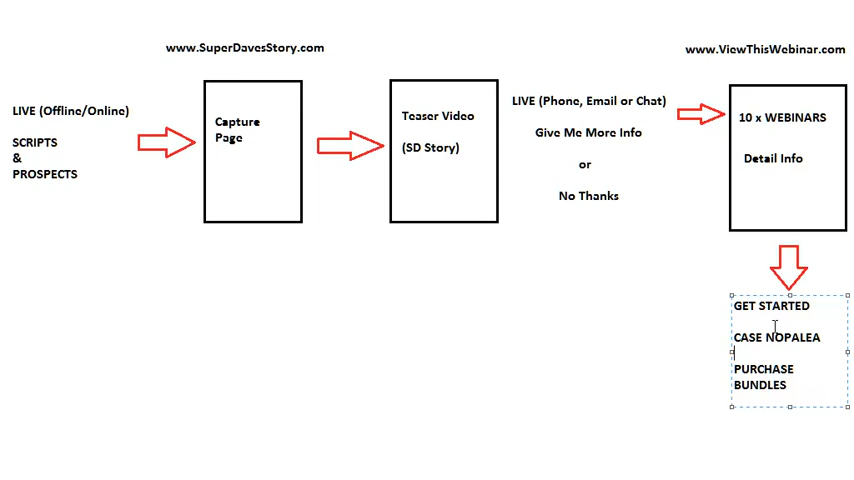 www.SuperDavesStory.com
www.ViewThisWebinar.com
LIVE (Offline/Online)
SCRIPTS
&
PROSPECTS
Capture
Page
Teaser Video
(SD Story)
LIVE (Phone, Email or Chat)
Give Me More Info
or
No Thanks
10 x WEBINARS
Detail Info
GET STARTED
CASE NOPALEA
PURCHASE
BUNDLES